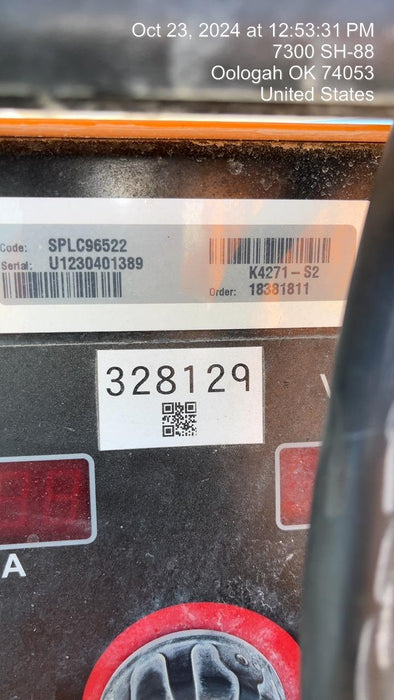 Oct 23, 2024 at 12:53:31 PM
7300 SH-88
Oologah OK 74053
United States
Code: SPLC96522
Serial: U1230401389
K4271-S2
Order: 18381811
328129
V
A